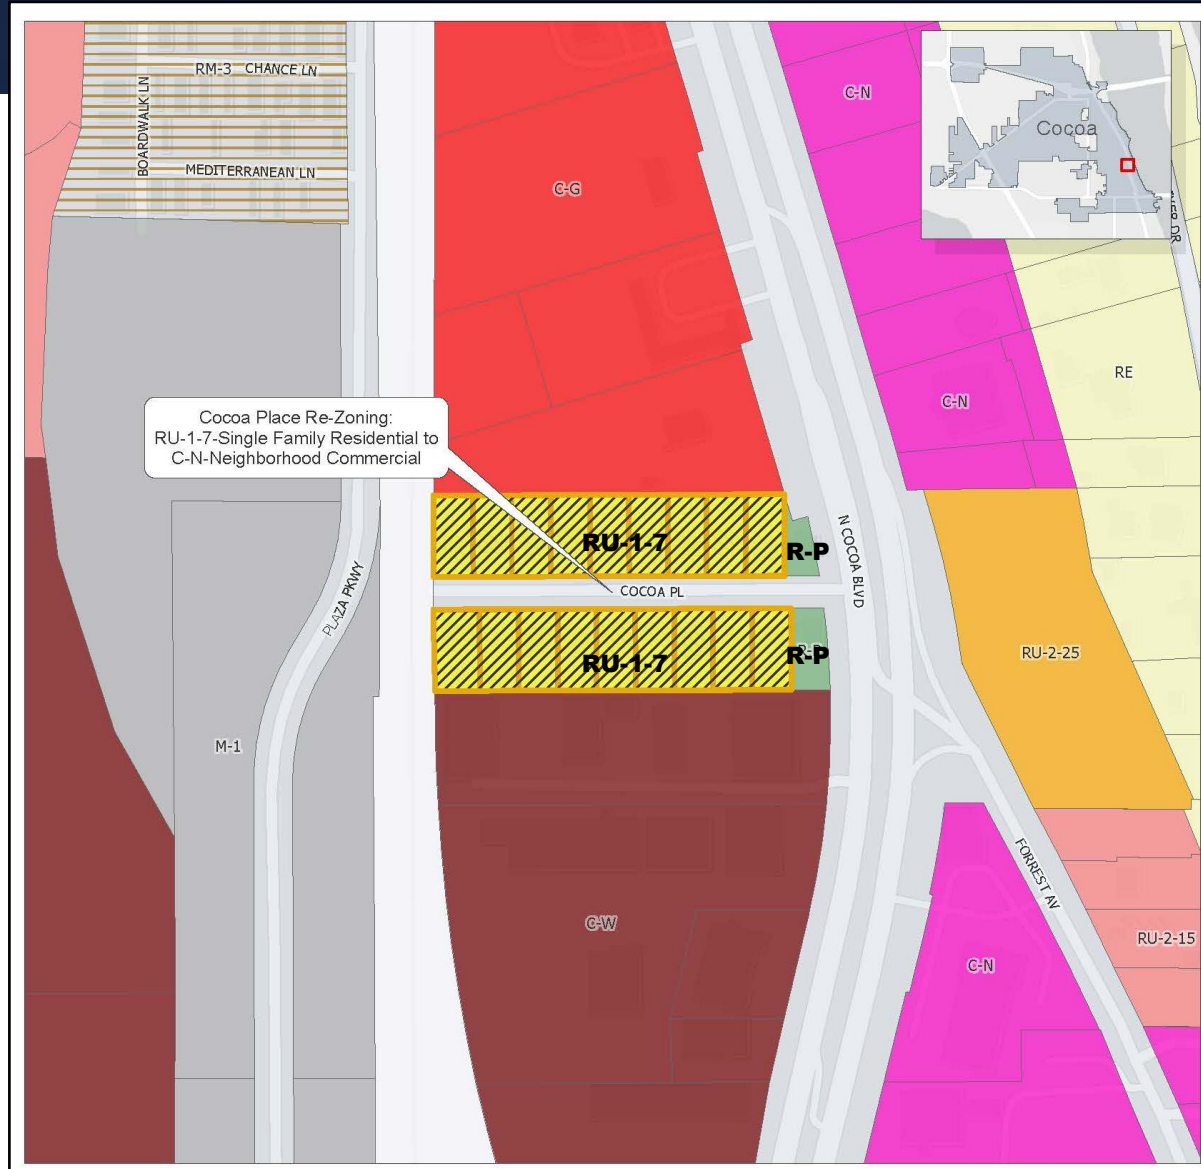 RM-3
CHANCE LN
BOARDWALK LN
MEDITERRANEAN LN
C-G
C-N
Cocoa
C-N
RE
Cocoa Place Re-Zoning:
RU-1-7-Single Family Residential to
C-N-Neighborhood Commercial
RU-1-7
R-P
N COCOA BLVD
COCOA PL
PLAZA PKWY
RU-1-7
R-P
RU-2-25
M-1
FORREST AV
C-W
C-N
RU-2-15